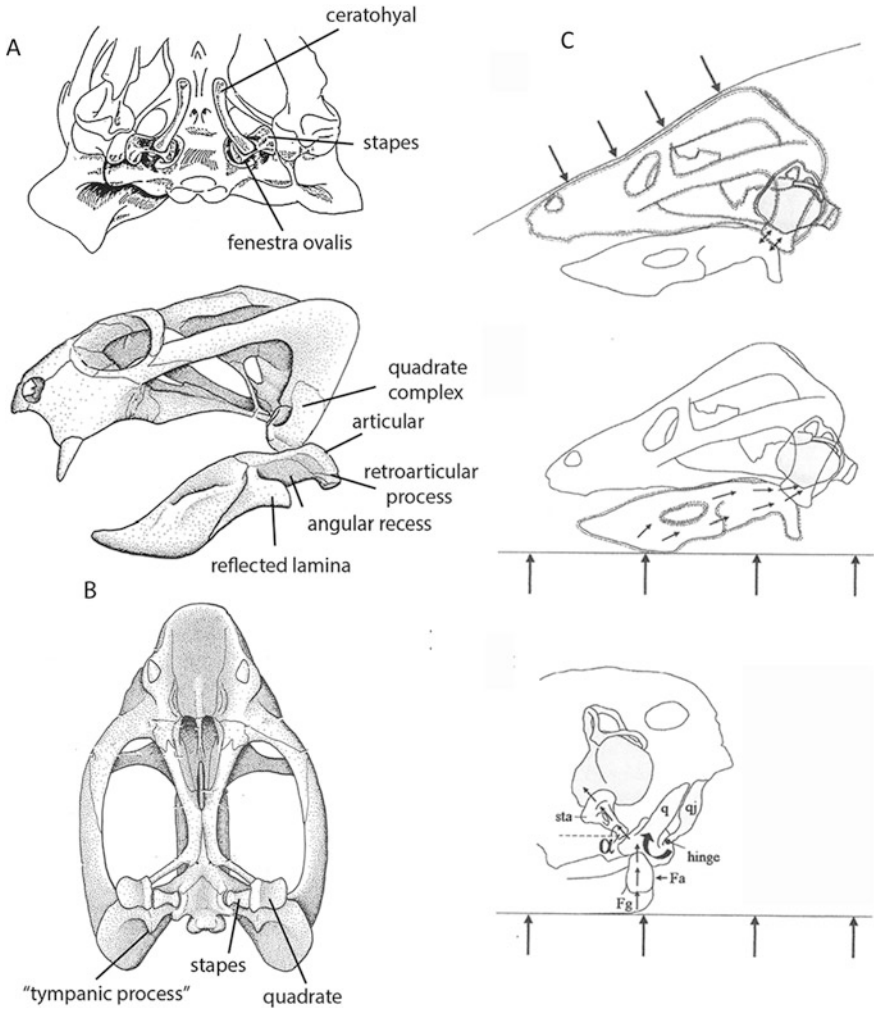 A
ceratohyal
stapes
fenestra ovalis
quadrate
complex
articular
retroarticular
process
angular recess
reflected lamina
B
stapes
"tympanic process"
quadrate
C
q
qj
sta
α
hinge
Fa
Fg